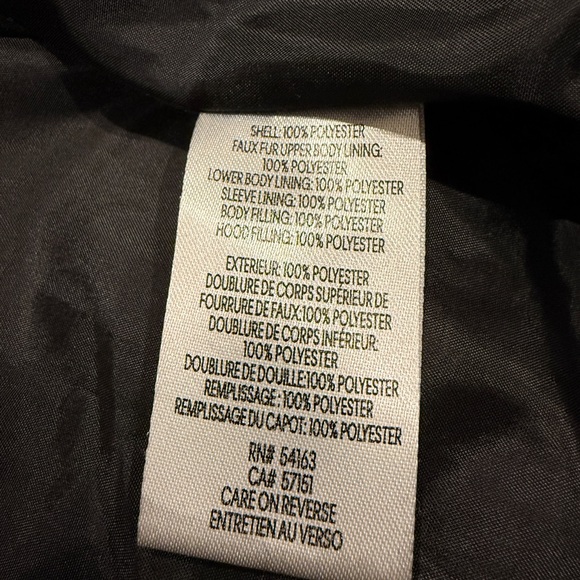 SHELL: 100% POLYESTER
FAUX FUR UPPER BODY LINING:
100% POLYESTER
LOWER BODY LINING: 100% POLYESTER
SLEEVE LINING: 100% POLYESTER
BODY FILLING: 100% POLYESTER
HOOD FILLING: 100% POLYESTER
EXTERIEUR: 100% POLYESTER
DOUBLURE DE CORPS SUPÉRIEUR DE
FOURRURE DE FAUX:100% POLYESTER
DOUBLURE DE CORPS INFÉRIEUR:
100% POLYESTER
DOUBLURE DE DOUILLE:100% POLYESTER
REMPLISSAGE : 100% POLYESTER
REMPLISSAGE DU CAPOT: 100% POLYESTER
RN# 54163
CA# 57151
CARE ON REVERSE
ENTRETIEN AU VERSO